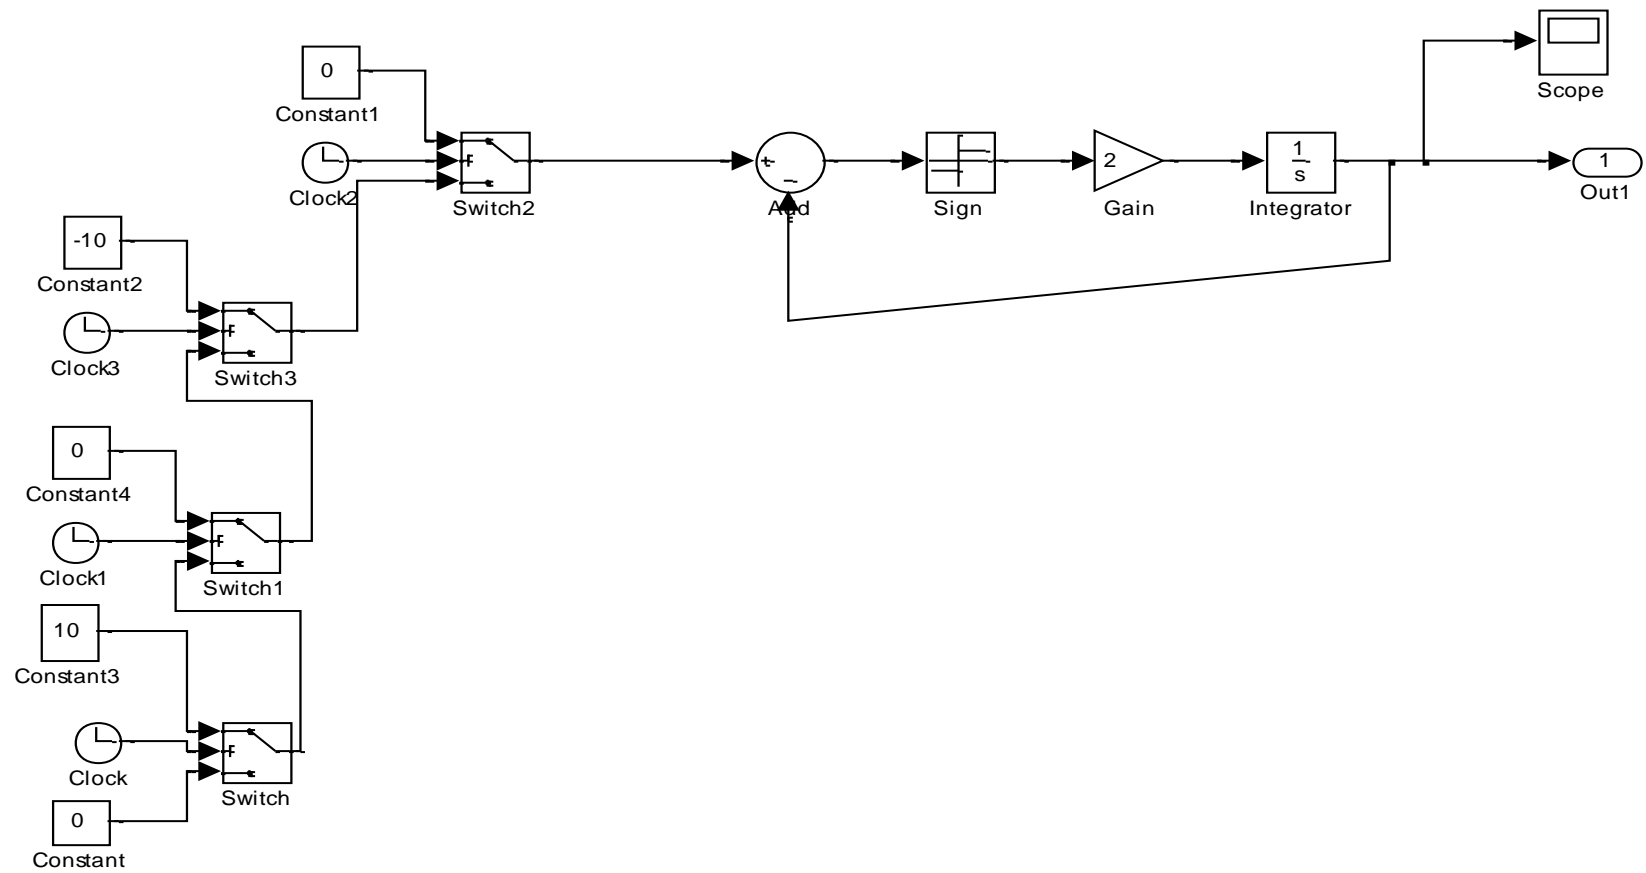 0
Constant1
Clock2
Switch2
Add
Sign
2
Gain
1
s
Integrator
Scope
1
Out1
-10
Constant2
Clock3
Switch3
0
Constant4
Clock1
Switch1
10
Constant3
Clock
Switch
0
Constant